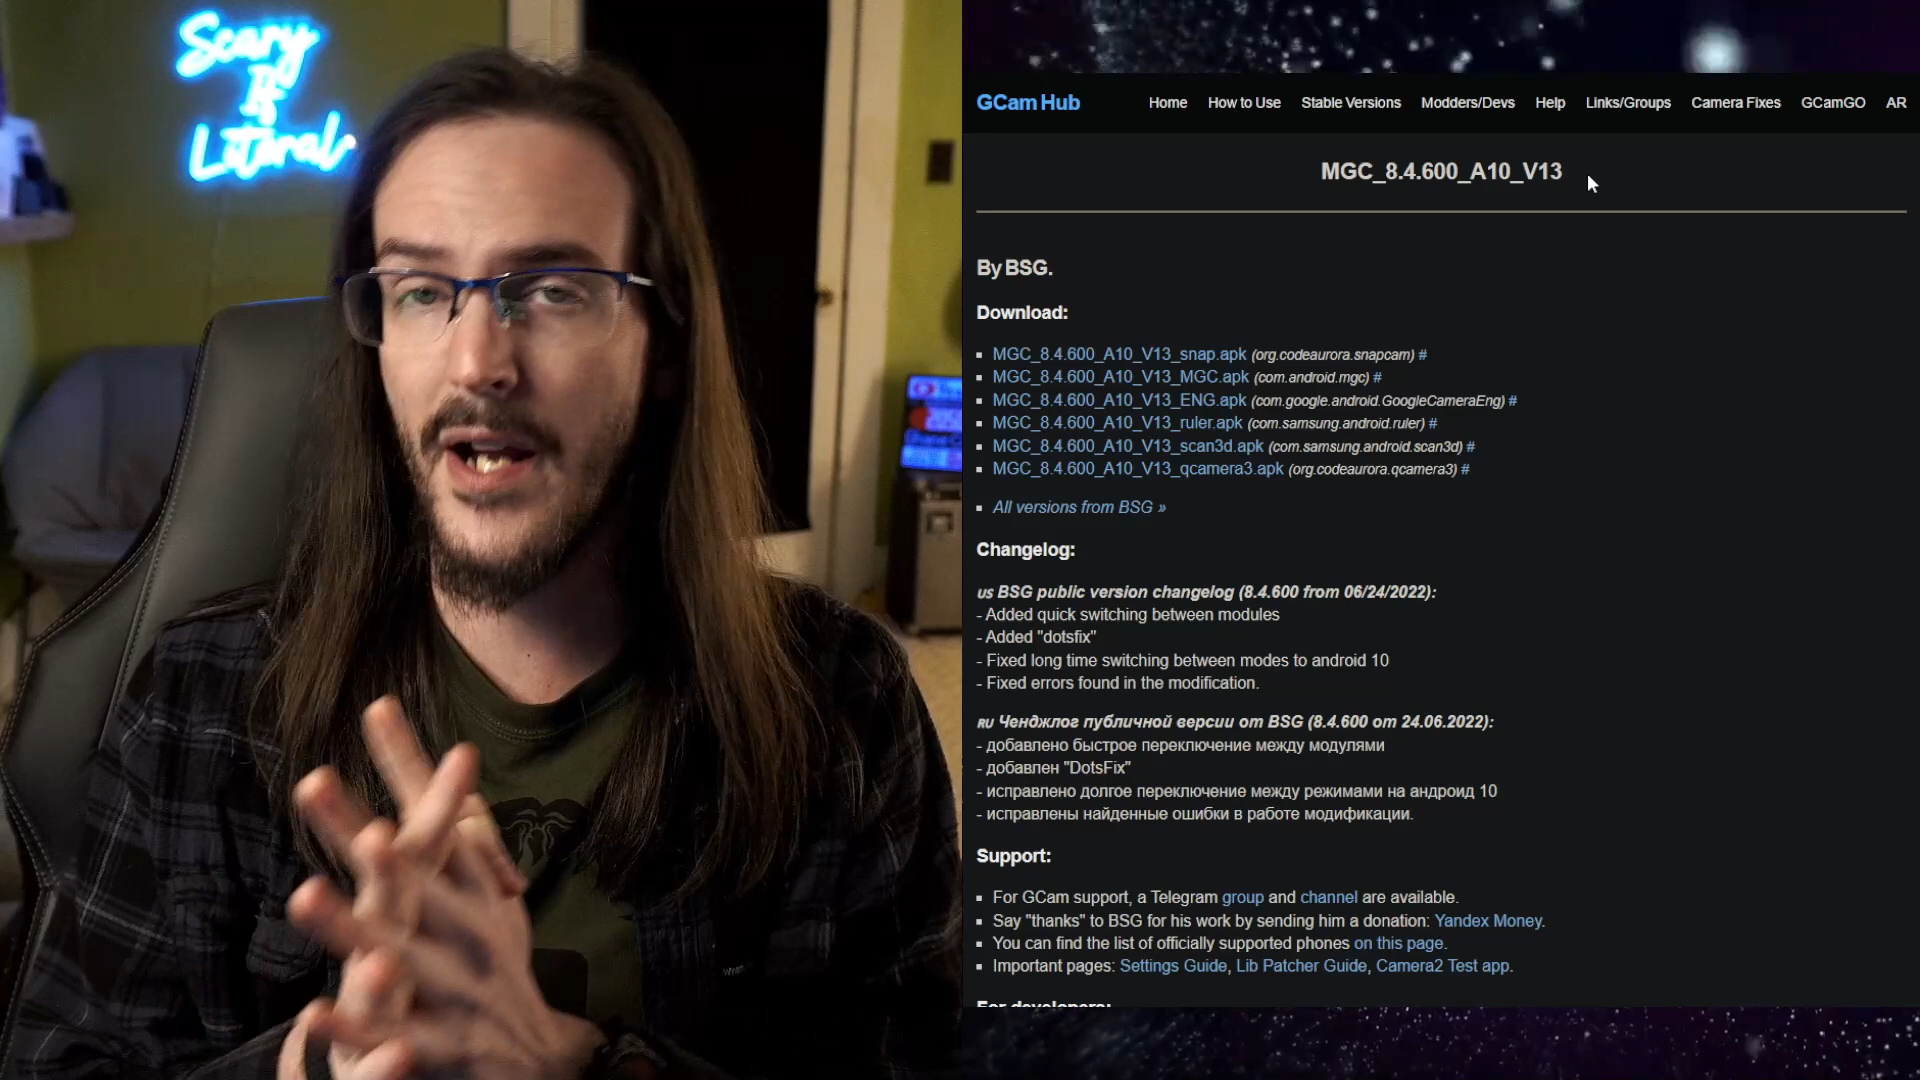 Scary
If
Literal
GCam Hub
Home How to Use Stable Versions Modders/Devs Help Links/Groups Camera Fixes GCamGO AR
MGC_8.4.600_A10_V13
By BSG.
Download:
MGC_8.4.600_A10_V13_snap.apk (org.codeaurora.snapcam) #
MGC_8.4.600_A10_V13_MGC.apk (com.android.mgc) #
MGC_8.4.600_A10_V13_ENG.apk (com.google.android.GoogleCameraEng) #
MGC_8.4.600_A10_V13_ruler.apk (com.samsung.android.ruler) #
MGC_8.4.600_A10_V13_scan3d.apk (com.samsung.android.scan3d) #
MGC_8.4.600_A10_V13_qcamera3.apk (org.codeaurora.qcamera3) #
All versions from BSG »
Changelog:
us BSG public version changelog (8.4.600 from 06/24/2022):
- Added quick switching between modules
- Added "dotsfix"
- Fixed long time switching between modes to android 10
- Fixed errors found in the modification.
RU Ченджлог публичной версии от BSG (8.4.600 от 24.06.2022):
- добавлено быстрое переключение между модулями
- добавлен "DotsFix"
- исправлено долгое переключение между режимами на андроид 10
- исправлены найденные ошибки в работе модификации.
Support:
For GCam support, a Telegram group and channel are available.
Say "thanks" to BSG for his work by sending him a donation: Yandex Money.
You can find the list of officially supported phones on this page.
Important pages: Settings Guide, Lib Patcher Guide, Camera2 Test app.
For developers: